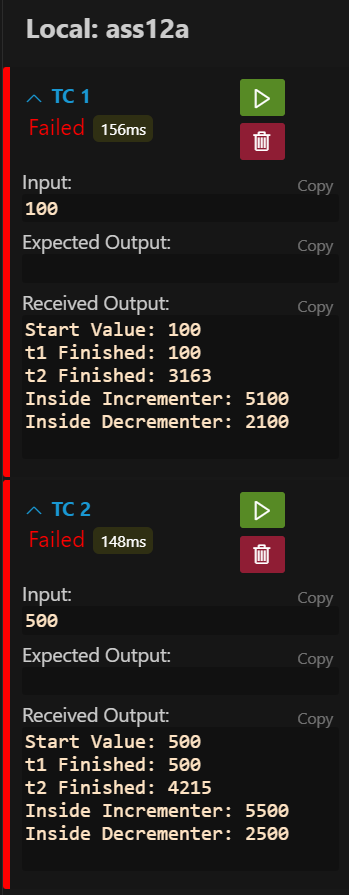 Local: ass12a
TC 1
Failed 156ms
Input: Copy
100
Expected Output: Copy
Received Output: Copy
Start Value: 100
t1 Finished: 100
t2 Finished: 3163
Inside Incrementer: 5100
Inside Decrementer: 2100
TC 2
Failed 148ms
Input: Copy
500
Expected Output: Copy
Received Output: Copy
Start Value: 500
t1 Finished: 500
t2 Finished: 4215
Inside Incrementer: 5500
Inside Decrementer: 2500